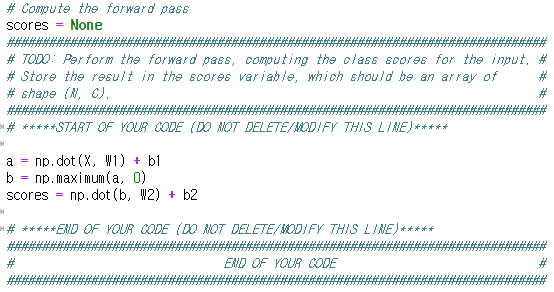 # Compute the forward pass
scores = None
#############################################################################
# TODO: Perform the forward pass, computing the class scores for the input. #
# Store the result in the scores variable, which should be an array of      #
# shape (N, C).                                                             #
#############################################################################
# *****START OF YOUR CODE (DO NOT DELETE/MODIFY THIS LINE)*****
a = np.dot(X, W1) + b1
b = np.maximum(a, 0)
scores = np.dot(b, W2) + b2
# *****END OF YOUR CODE (DO NOT DELETE/MODIFY THIS LINE)*****
#############################################################################
#                              END OF YOUR CODE                             #
#############################################################################